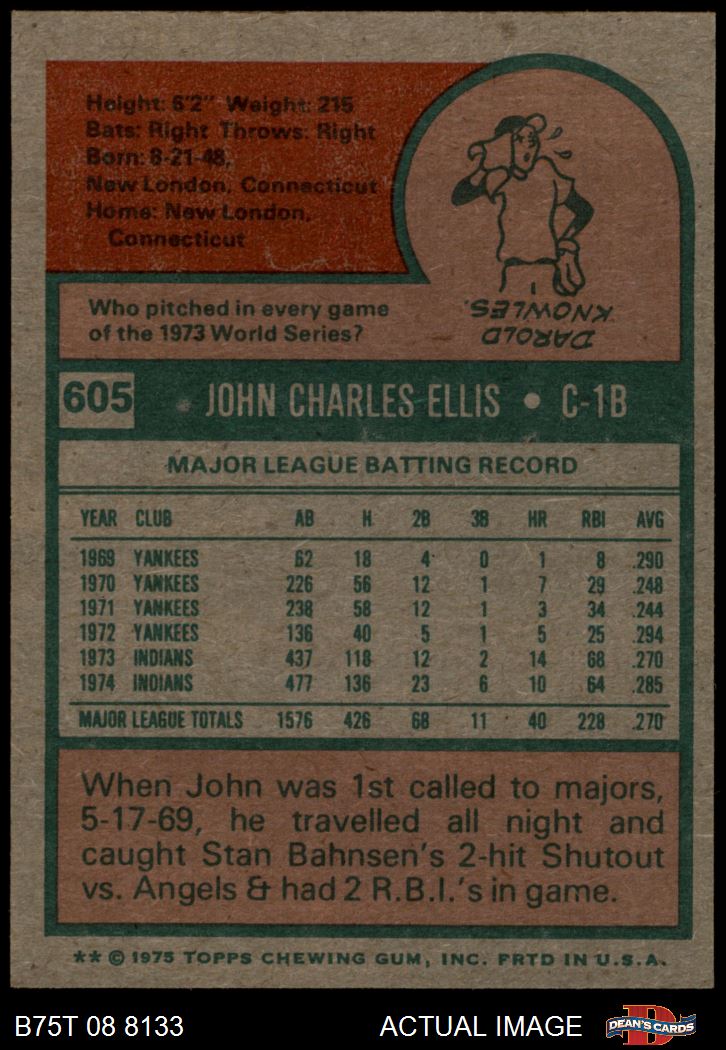 Height: 6'2" Weight: 215
Bats: Right Throws: Right
Born: 8-21-48,
New London, Connecticut
Home: New London,
Connecticut
Who pitched in every game
of the 1973 World Series?
DAROLD
KNOWLES
605 JOHN CHARLES ELLIS • C-1B
MAJOR LEAGUE BATTING RECORD
YEAR CLUB AB H 2B 3B HR RBI AVG
1969 YANKEES 62 18 4 0 1 8 .290
1970 YANKEES 226 56 12 1 7 29 .248
1971 YANKEES 238 58 12 1 3 34 .244
1972 YANKEES 136 40 5 1 5 25 .294
1973 INDIANS 437 118 12 2 14 68 .270
1974 INDIANS 477 136 23 6 10 64 .285
MAJOR LEAGUE TOTALS 1576 426 68 11 40 228 .270
When John was 1st called to majors,
5-17-69, he travelled all night and
caught Stan Bahnsen's 2-hit Shutout
vs. Angels & had 2 R.B.I.'s in game.
** © 1975 TOPPS CHEWING GUM, INC. PRTD IN U.S.A.
B75T 08 8133 ACTUAL IMAGE D DEAN'S CARDS